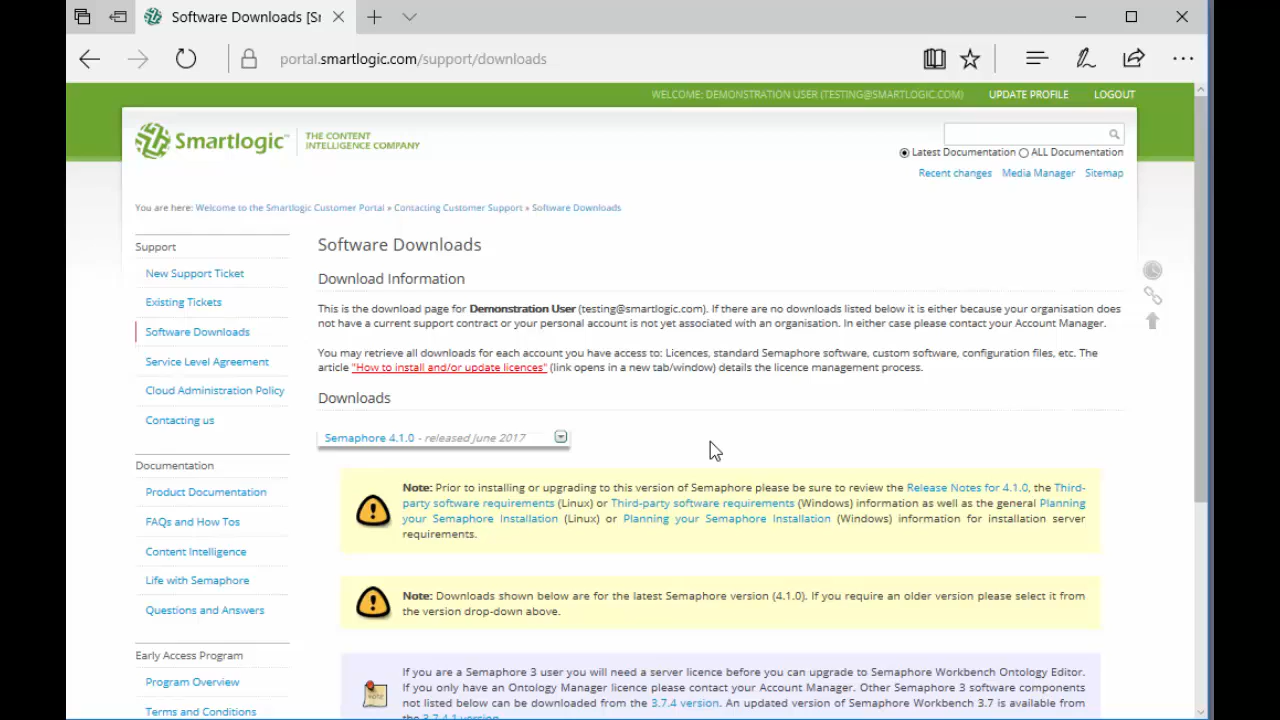 Software Downloads [Sr
portal.smartlogic.com/support/downloads
WELCOME: DEMONSTRATION USER (TESTING@SMARTLOGIC.COM) UPDATE PROFILE LOGOUT
Smartlogic™ THE CONTENT
INTELLIGENCE COMPANY
Latest Documentation ALL Documentation
Recent changes Media Manager Sitemap
You are here: Welcome to the Smartlogic Customer Portal » Contacting Customer Support » Software Downloads
Support
New Support Ticket
Existing Tickets
Software Downloads
Service Level Agreement
Cloud Administration Policy
Contacting us
Documentation
Product Documentation
FAQs and How Tos
Content Intelligence
Life with Semaphore
Questions and Answers
Early Access Program
Program Overview
Terms and Conditions
Software Downloads
Download Information
This is the download page for Demonstration User (testing@smartlogic.com). If there are no downloads listed below it is either because your organisation does
not have a current support contract or your personal account is not yet associated with an organisation. In either case please contact your Account Manager.
You may retrieve all downloads for each account you have access to: Licences, standard Semaphore software, custom software, configuration files, etc. The
article "How to install and/or update licences" (link opens in a new tab/window) details the licence management process.
Downloads
Semaphore 4.1.0 - released June 2017
Note: Prior to installing or upgrading to this version of Semaphore please be sure to review the Release Notes for 4.1.0, the Third-
party software requirements (Linux) or Third-party software requirements (Windows) information as well as the general Planning
your Semaphore Installation (Linux) or Planning your Semaphore Installation (Windows) information for installation server
requirements.
Note: Downloads shown below are for the latest Semaphore version (4.1.0). If you require an older version please select it from
the version drop-down above.
If you are a Semaphore 3 user you will need a server licence before you can upgrade to Semaphore Workbench Ontology Editor.
If you only have an Ontology Manager licence please contact your Account Manager. Other Semaphore 3 software components
not listed below can be downloaded from the 3.7.4 version. An updated version of Semaphore Workbench 3.7 is available from
the 3.7.4.1 version